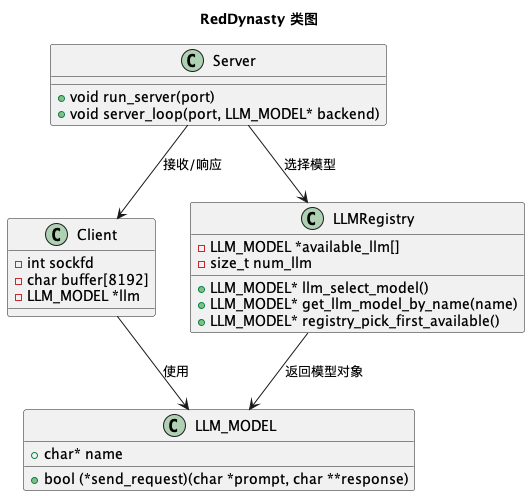 RedDynasty 类图
C Server
void run_server(port)
void server_loop(port, LLM_MODEL* backend)
接收/响应
选择模型
C Client
int sockfd
char buffer[8192]
LLM_MODEL *llm
C LLMRegistry
LLM_MODEL *available_llm[]
size_t num_llm
LLM_MODEL* llm_select_model()
LLM_MODEL* get_llm_model_by_name(name)
LLM_MODEL* registry_pick_first_available()
使用
返回模型对象
C LLM_MODEL
char* name
bool (*send_request)(char *prompt, char **response)